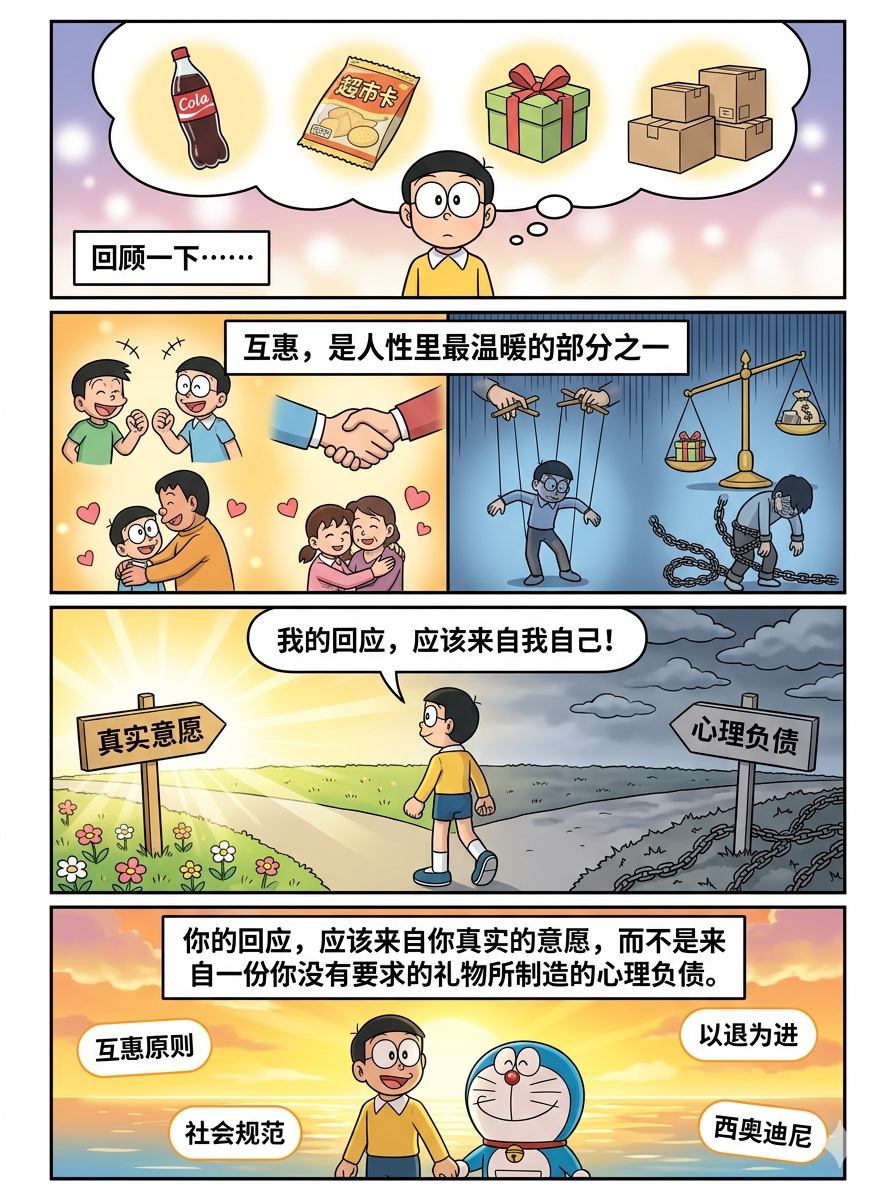 Cola
超市卡
回顾一下……
互惠，是人性里最温暖的部分之一
我的回应，应该来自我自己！
真实意愿
心理负债
你的回应，应该来自你真实的意愿，而不是来
自一份你没有要求的礼物所制造的心理负债。
互惠原则
以退为进
社会规范
西奥迪尼